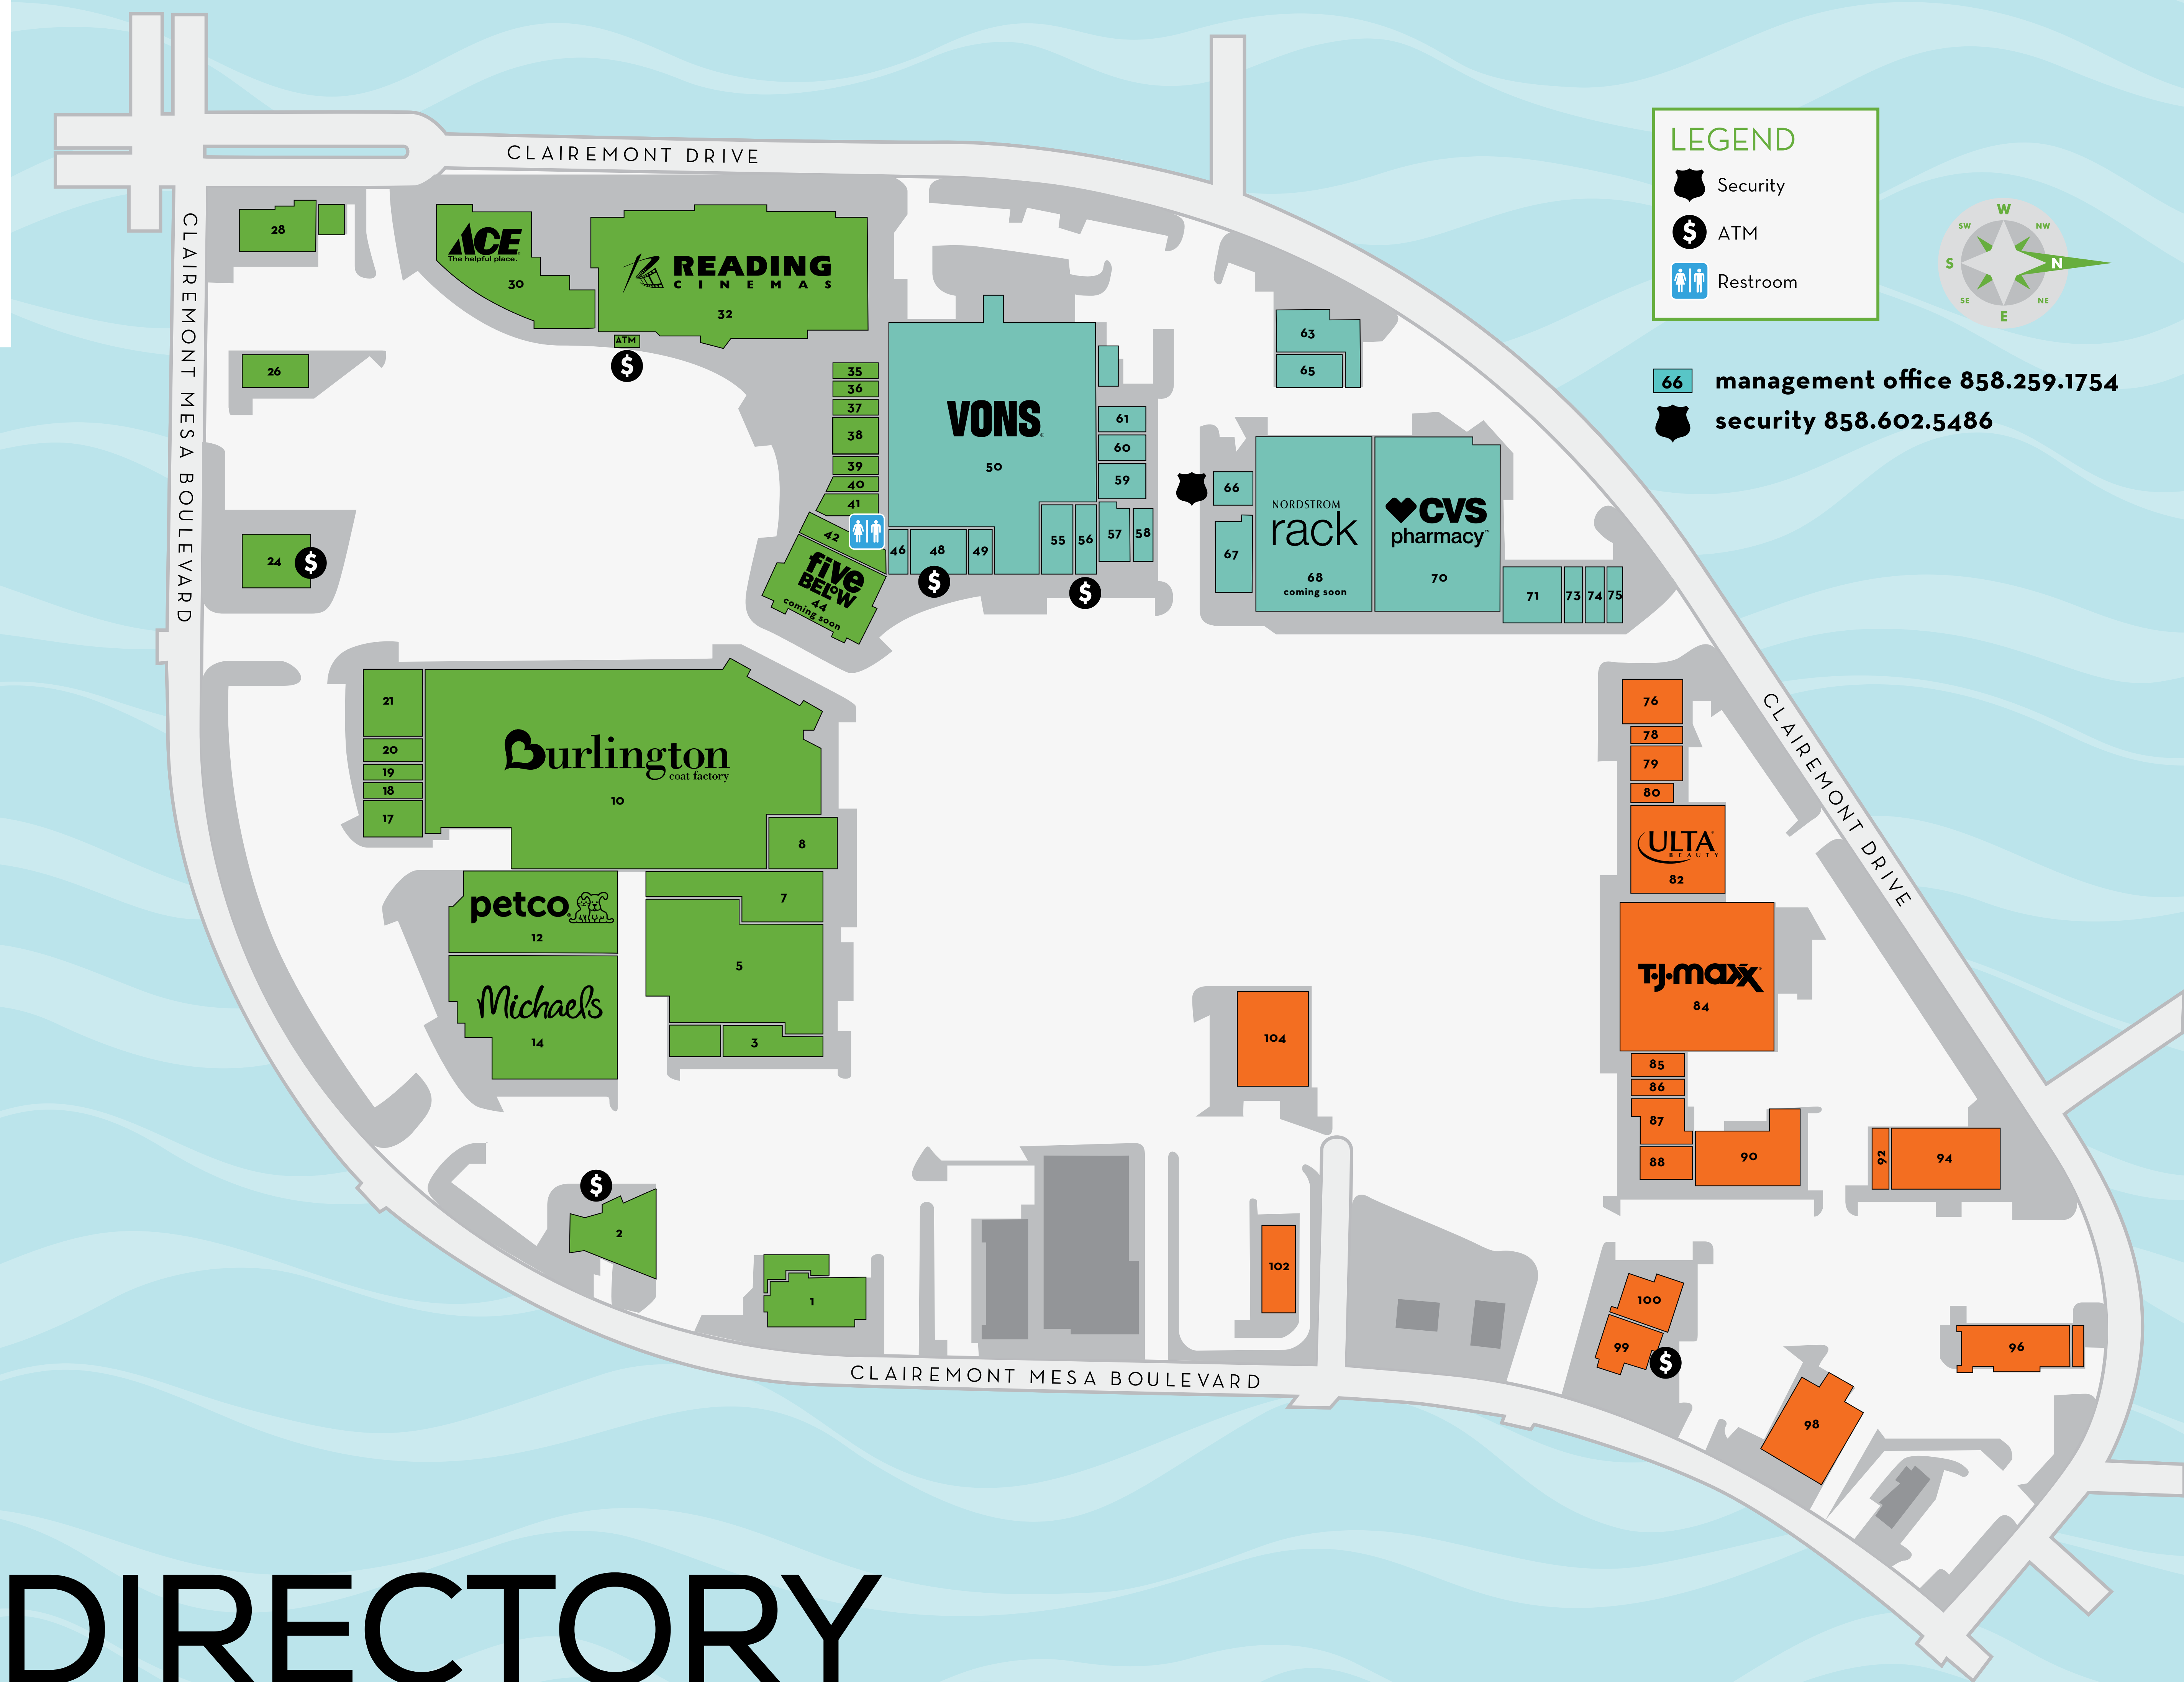 CLAIREMONT DRIVE
CLAIREMONT MESA BOULEVARD
LEGEND
Security
$ ATM
Restroom
W
SW
NW
S
N
SE
NE
E
66 management office 858.259.1754
security 858.602.5486
28
ACE
The helpful place.
30
READING
CINEMAS
32
ATM
$
26
24
$
35
36
37
38
39
40
41
42
five
BELOW
44
coming soon
VONS
50
46
48
49
$
55
56
57
58
$
61
60
59
63
65
66
67
NORDSTROM
rack
68
coming soon
CVS
pharmacy™
70
71
73
74
75
21
20
19
18
17
Burlington
coat factory
10
8
petco
12
7
Michaels
14
5
3
$
2
1
CLAIREMONT MESA BOULEVARD
104
102
CLAIREMONT DRIVE
76
78
79
80
ULTA
BEAUTY
82
T·J·maxx
84
85
86
87
88
90
92
94
100
99
$
96
98
DIRECTORY